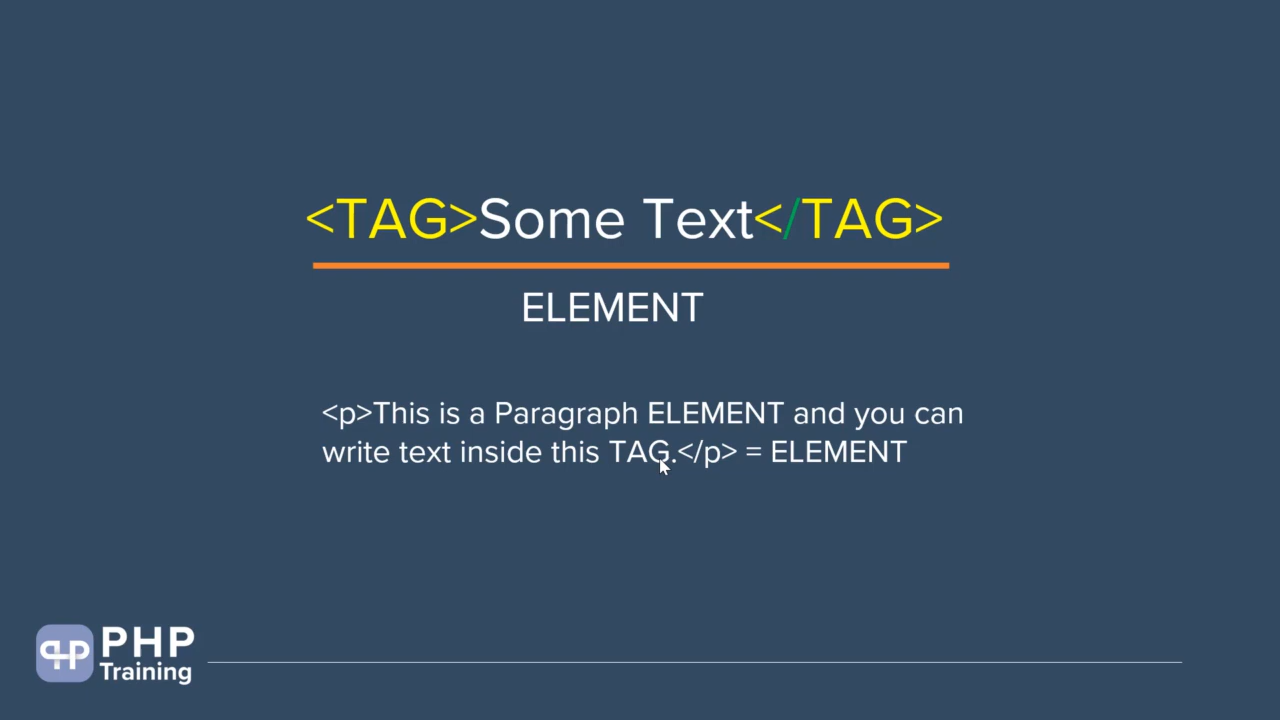 <TAG>Some Text</TAG>
ELEMENT
<p>This is a Paragraph ELEMENT and you can
write text inside this TAG.</p> = ELEMENT
PHP
Training